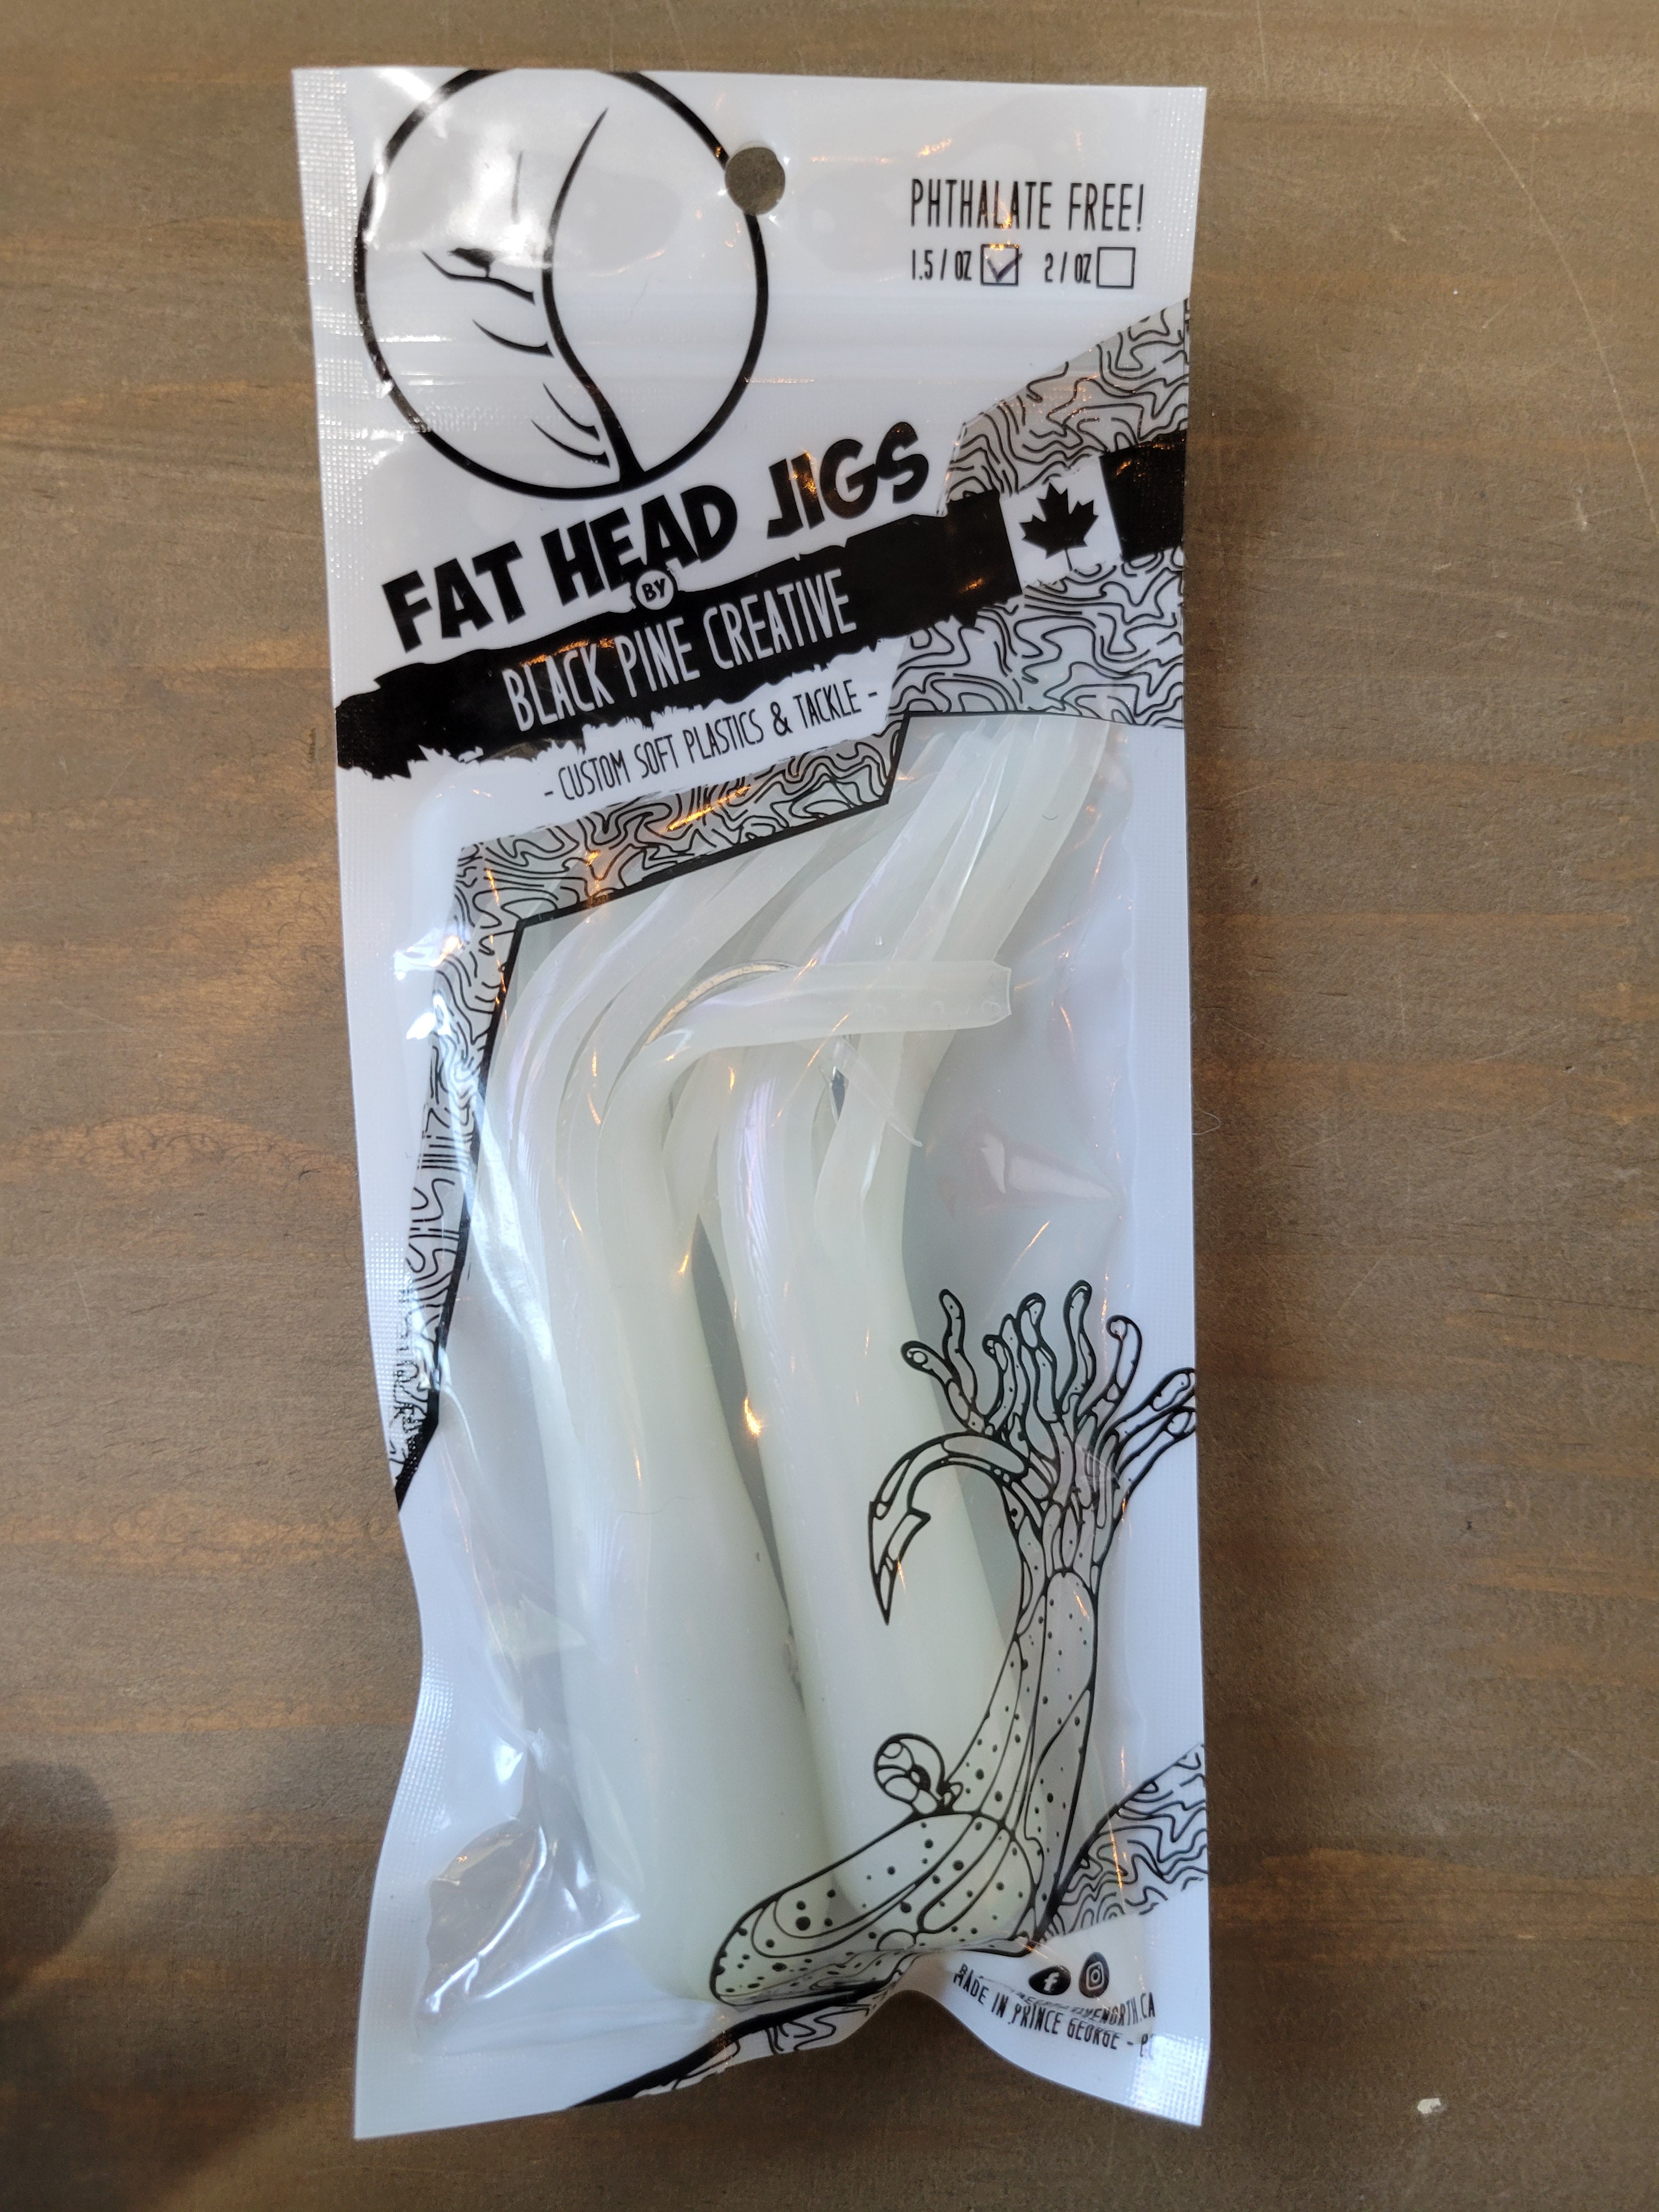 PHTHALATE FREE!
1.5/OZ 2/OZ
FAT HEAD JIGS
BY
BLACK PINE CREATIVE
- CUSTOM SOFT PLASTICS & TACKLE -
MADE IN PRINCE GEORGE -